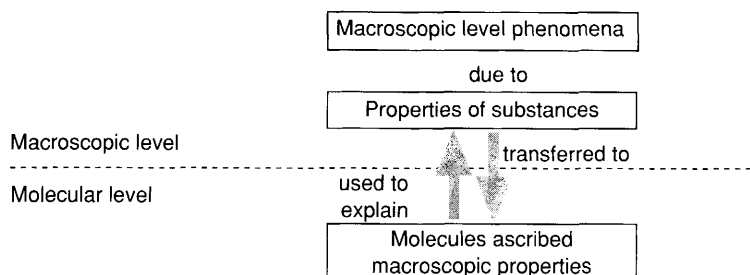 Macroscopic level phenomena
due to
Properties of substances
Macroscopic level
transferred to
Molecular level
used to
explain
Molecules ascribed
macroscopic properties